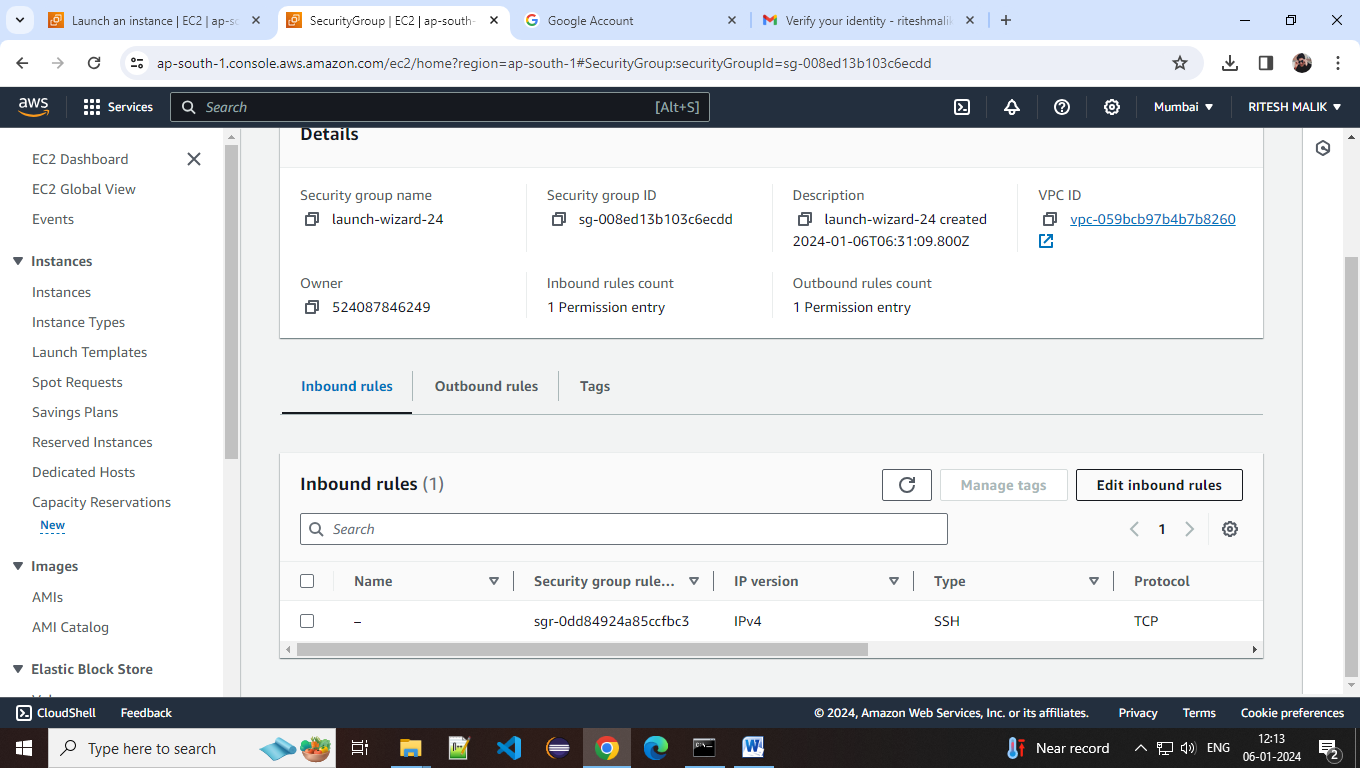 Launch an instance | EC2 | ap-so
SecurityGroup | EC2 | ap-south-
Google Account
Verify your identity - riteshmalik
ap-south-1.console.aws.amazon.com/ec2/home?region=ap-south-1#SecurityGroup:securityGroupId=sg-008ed13b103c6ecdd
aws
Services
Search
[Alt+S]
Mumbai
RITESH MALIK
EC2 Dashboard
EC2 Global View
Events
Instances
Instances
Instance Types
Launch Templates
Spot Requests
Savings Plans
Reserved Instances
Dedicated Hosts
Capacity Reservations
New
Images
AMIs
AMI Catalog
Elastic Block Store
Details
Security group name
launch-wizard-24
Security group ID
sg-008ed13b103c6ecdd
Description
launch-wizard-24 created
2024-01-06T06:31:09.800Z
VPC ID
vpc-059bcb97b4b7b8260
Owner
524087846249
Inbound rules count
1 Permission entry
Outbound rules count
1 Permission entry
Inbound rules
Outbound rules
Tags
Inbound rules (1)
Manage tags
Edit inbound rules
Search
1
Name
Security group rule...
IP version
Type
Protocol
–
sgr-0dd84924a85ccfbc3
IPv4
SSH
TCP
CloudShell
Feedback
© 2024, Amazon Web Services, Inc. or its affiliates.
Privacy
Terms
Cookie preferences
Type here to search
Near record
ENG
12:13
06-01-2024
2